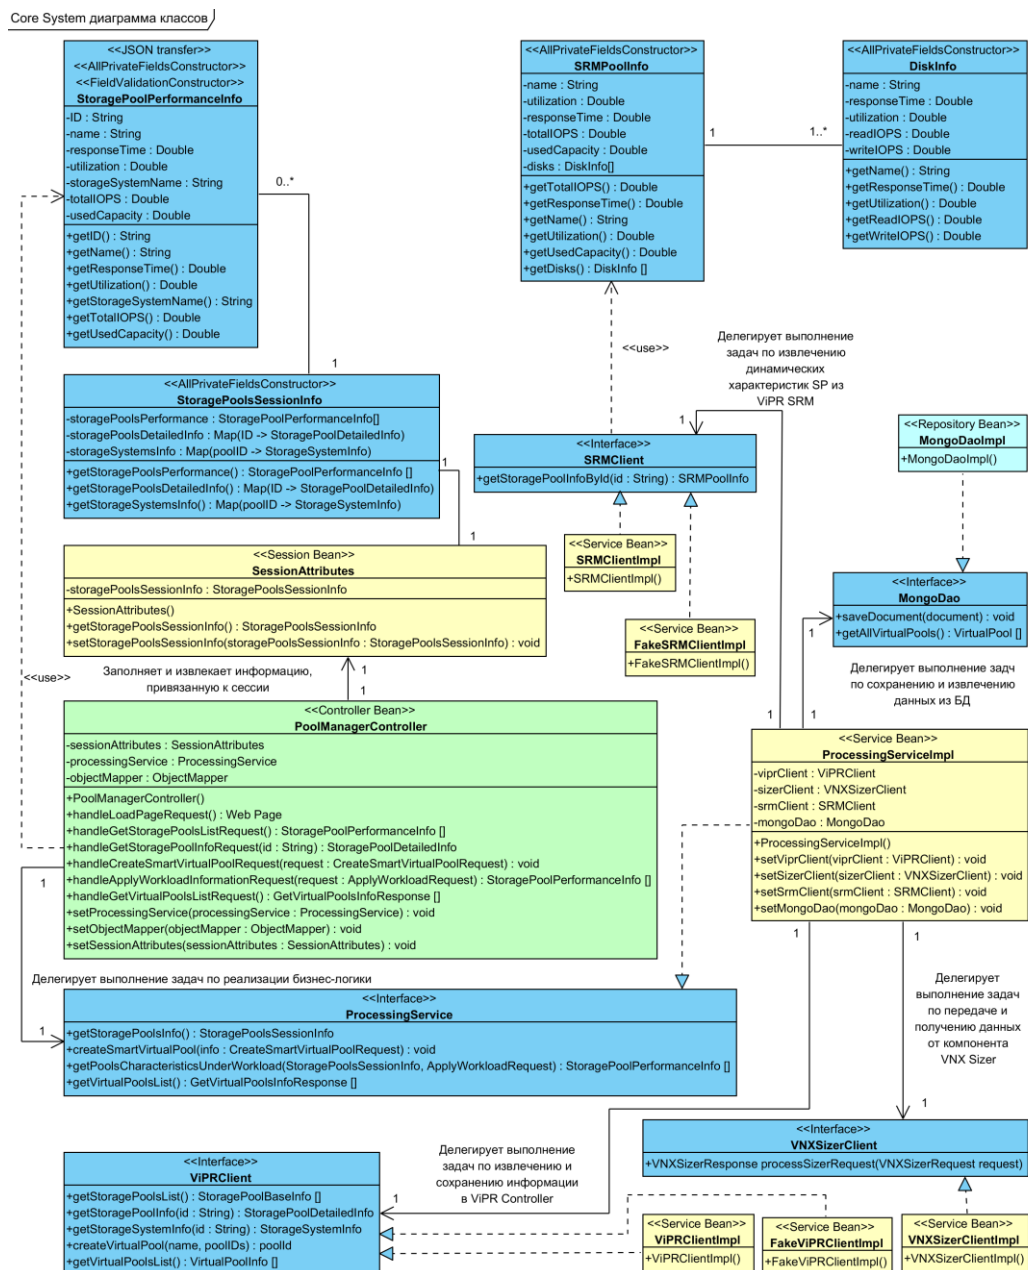 Core System диаграмма классов
<<JSON transfer>>
<<AllPrivateFieldsConstructor>>
<<FieldValidationConstructor>>
StoragePoolPerformanceInfo
-ID : String
-name : String
-responseTime : Double
-utilization : Double
-storageSystemName : String
-totalIOPS : Double
-usedCapacity : Double
+getID() : String
+getName() : String
+getResponseTime() : Double
+getUtilization() : Double
+getStorageSystemName() : String
+getTotalIOPS() : Double
+getUsedCapacity() : Double
<<AllPrivateFieldsConstructor>>
SRMPoolInfo
-name : String
-utilization : Double
-responseTime : Double
-totalIOPS : Double
-usedCapacity : Double
-disks : DiskInfo[]
+getTotalIOPS() : Double
+getResponseTime() : Double
+getName() : String
+getUtilization() : Double
+getUsedCapacity() : Double
+getDisks() : DiskInfo []
1
1..*
<<AllPrivateFieldsConstructor>>
DiskInfo
-name : String
-responseTime : Double
-utilization : Double
-readIOPS : Double
-writeIOPS : Double
+getName() : String
+getResponseTime() : Double
+getUtilization() : Double
+getReadIOPS() : Double
+getWriteIOPS() : Double
0..*
1
<<use>>
Делегирует выполнение
задач по извлечению
динамических
характеристик SP из
ViPR SRM
1
<<AllPrivateFieldsConstructor>>
StoragePoolsSessionInfo
-storagePoolsPerformance : StoragePoolPerformanceInfo[]
-storagePoolsDetailedInfo : Map(ID -> StoragePoolDetailedInfo)
-storageSystemsInfo : Map(poolID -> StorageSystemInfo)
+getStoragePoolsPerformance() : StoragePoolPerformanceInfo []
+getStoragePoolsDetailedInfo() : Map(ID -> StoragePoolDetailedInfo)
+getStorageSystemsInfo() : Map(poolID -> StorageSystemInfo)
1
1
<<Interface>>
SRMClient
+getStoragePoolInfoById(id : String) : SRMPoolInfo
<<Repository Bean>>
MongoDaoImpl
+MongoDaoImpl()
<<Session Bean>>
SessionAttributes
-storagePoolsSessionInfo : StoragePoolsSessionInfo
+SessionAttributes()
+getStoragePoolsSessionInfo() : StoragePoolsSessionInfo
+setStoragePoolsSessionInfo(storagePoolsSessionInfo : StoragePoolsSessionInfo) : void
<<Service Bean>>
SRMClientImpl
+SRMClientImpl()
<<Service Bean>>
FakeSRMClientImpl
+FakeSRMClientImpl()
<<Interface>>
MongoDao
+saveDocument(document) : void
+getAllVirtualPools() : VirtualPool []
1
Делегирует выполнение задч
по сохранению и извлечению
данных из БД
1
1
<<use>>
Заполняет и извлекает информацию,
привязанную к сессии
1
1
<<Controller Bean>>
PoolManagerController
-sessionAttributes : SessionAttributes
-processingService : ProcessingService
-objectMapper : ObjectMapper
+PoolManagerController()
+handleLoadPageRequest() : Web Page
+handleGetStoragePoolsListRequest() : StoragePoolPerformanceInfo []
+handleGetStoragePoolInfoRequest(id : String) : StoragePoolDetailedInfo
+handleCreateSmartVirtualPoolRequest(request : CreateSmartVirtualPoolRequest) : void
+handleApplyWorkloadInformationRequest(request : ApplyWorkloadRequest) : StoragePoolPerformanceInfo []
+handleGetVirtualPoolsListRequest() : GetVirtualPoolsInfoResponse []
+setProcessingService(processingService : ProcessingService) : void
+setObjectMapper(objectMapper : ObjectMapper) : void
+setSessionAttributes(sessionAttributes : SessionAttributes) : void
<<Service Bean>>
ProcessingServiceImpl
-viprClient : ViPRClient
-sizerClient : VNXSizerClient
-srmClient : SRMClient
-mongoDao : MongoDao
+ProcessingServiceImpl()
+setViprClient(viprClient : ViPRClient) : void
+setSizerClient(sizerClient : VNXSizerClient) : void
+setSrmClient(srmClient : SRMClient) : void
+setMongoDao(mongoDao : MongoDao) : void
1
1
1
Делегирует выполнение задач по реализации бизнес-логики
1
<<Interface>>
ProcessingService
+getStoragePoolsInfo() : StoragePoolsSessionInfo
+createSmartVirtualPool(info : CreateSmartVirtualPoolRequest) : void
+getPoolsCharacteristicsUnderWorkload(StoragePoolsSessionInfo, ApplyWorkloadRequest) : StoragePoolPerformanceInfo []
+getVirtualPoolsList() : GetVirtualPoolsInfoResponse []
Делегирует
выполнение задач
по передаче и
получению данных
от компонента
VNX Sizer
1
<<Interface>>
VNXSizerClient
+VNXSizerResponse processSizerRequest(VNXSizerRequest request)
Делегирует выполнение
задач по извлечению и
сохранению информации
в ViPR Controller
1
<<Interface>>
ViPRClient
+getStoragePoolsList() : StoragePoolBaseInfo []
+getStoragePoolInfo(id : String) : StoragePoolDetailedInfo
+getStorageSystemInfo(id : String) : StorageSystemInfo
+createVirtualPool(name, poolIDs) : poolId
+getVirtualPoolsList() : VirtualPoolInfo []
<<Service Bean>>
ViPRClientImpl
+ViPRClientImpl()
<<Service Bean>>
FakeViPRClientImpl
+FakeViPRClientImpl()
<<Service Bean>>
VNXSizerClientImpl
+VNXSizerClientImpl()